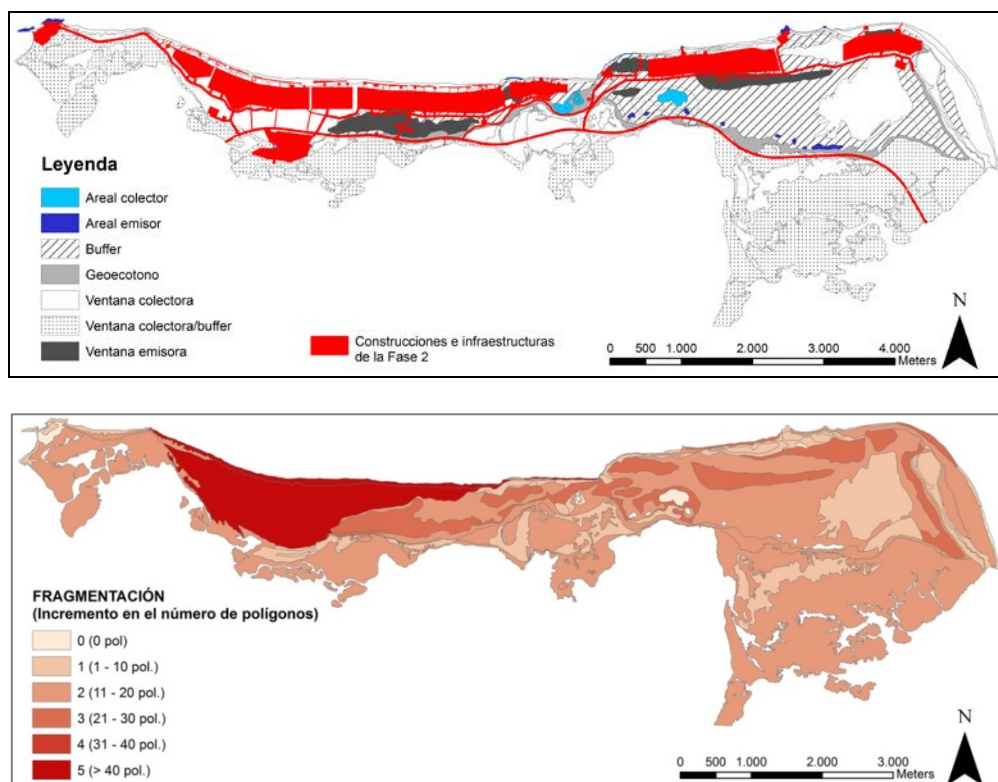 Leyenda
Areal colector
Areal emisor
Buffer
Geoecotono
Ventana colectora
Ventana colectora/buffer
Ventana emisora
Construcciones e infraestructuras
de la Fase 2
N
0 500 1.000 2.000 3.000 4.000
Meters
FRAGMENTACIÓN
(Incremento en el número de polígonos)
0 (0 pol)
1 (1 - 10 pol.)
2 (11 - 20 pol.)
3 (21 - 30 pol.)
4 (31 - 40 pol.)
5 (> 40 pol.)
N
0 500 1.000 2.000 3.000
Meters